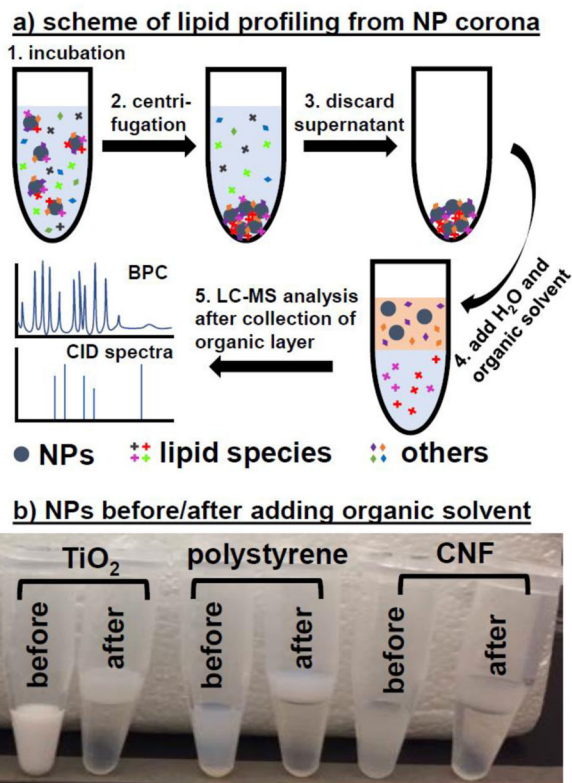 a) scheme of lipid profiling from NP corona
1. incubation
2. centri-
fugation
3. discard
supernatant
4. add H₂O and
organic solvent
5. LC-MS analysis
after collection of
organic layer
BPC
CID spectra
NPs
lipid species
others
b) NPs before/after adding organic solvent
TiO₂
polystyrene
CNF
before
after
before
after
before
after